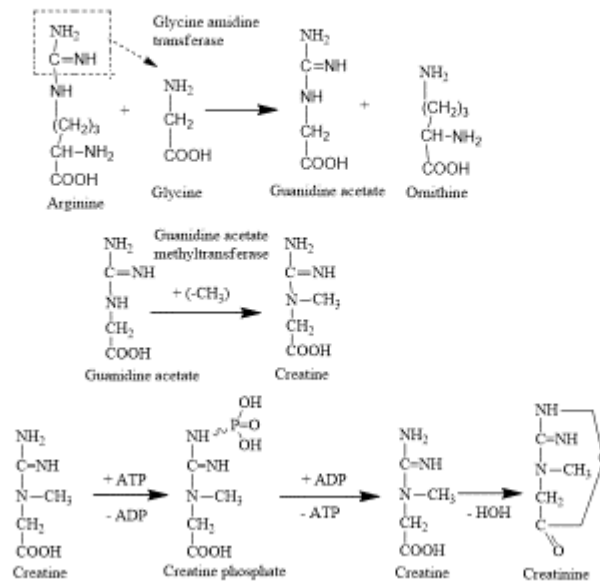 Glycine amidine
transferase
NH2
C=NH
NH
(CH2)3
CH-NH2
COOH
Arginine
+
NH2
CH2
COOH
Glycine
NH2
C=NH
NH
CH2
COOH
Guanidine acetate
+
NH2
(CH2)3
CH-NH2
COOH
Ornithine
NH2
C=NH
NH
CH2
COOH
Guanidine acetate
Guanidine acetate
methyltransferase
+ (-CH3)
NH2
C=NH
N-CH3
CH2
COOH
Creatine
NH2
C=NH
N-CH3
CH2
COOH
Creatine
+ ATP
- ADP
OH
NH P=O
OH
C=NH
N-CH3
CH2
COOH
Creatine phosphate
+ ADP
- ATP
NH2
C=NH
N-CH3
CH2
COOH
Creatine
- HOH
NH
C=NH
N-CH3
CH2
C
O
Creatinine